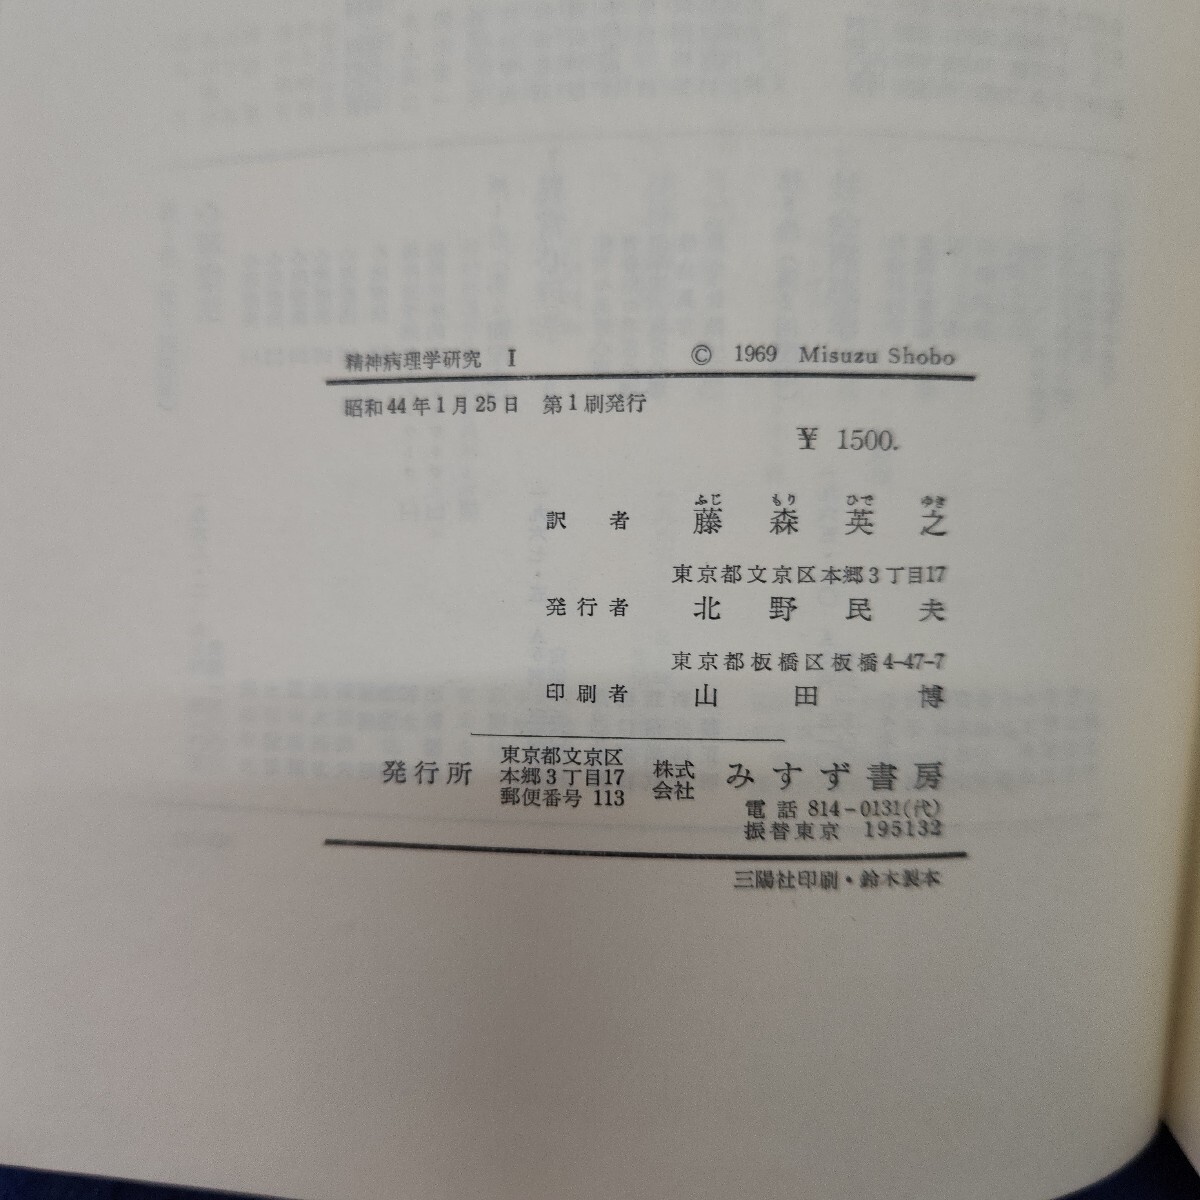 精神病理学研究 I © 1969 Misuzu Shobo
昭和44年1月25日 第1刷発行
¥ 1500.
ふじ もり ひで ゆき
訳者 藤森英之
東京都文京区本郷3丁目17
発行者 北野民夫
東京都板橋区板橋4-47-7
印刷者 山田博
発行所 東京都文京区
本郷3丁目17
郵便番号 113
株式
会社
みすず書房
電話 814-0131(代)
振替東京 195132
三陽社印刷・鈴木製本